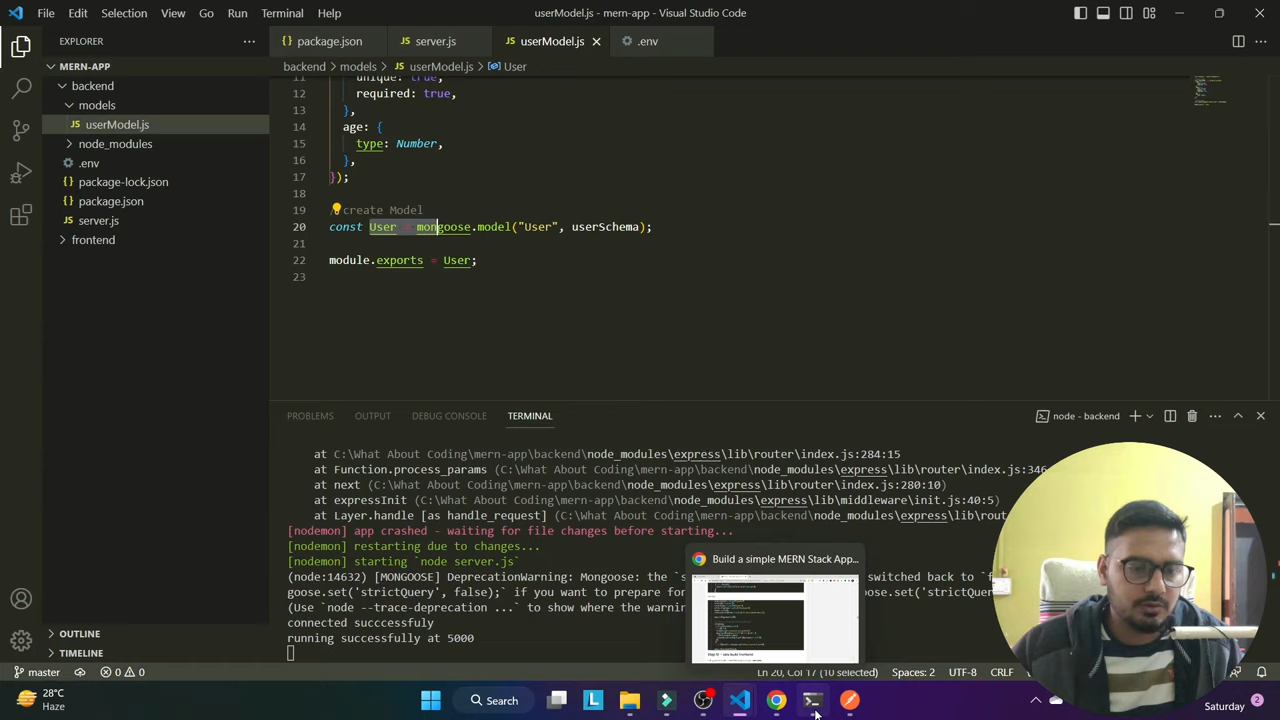 File Edit Selection View Go Run Terminal Help
userModel.js - mern-app - Visual Studio Code
EXPLORER
package.json
server.js
userModel.js
.env
MERN-APP
backend > models > userModel.js > User
backend
models
userModel.js
node_modules
.env
package-lock.json
package.json
server.js
frontend
11 unique: true,
12 required: true,
13 },
14 age: {
15 type: Number,
16 },
17 });
18
19 create Model
20 const User = mongoose.model("User", userSchema);
21
22 module.exports = User;
23
PROBLEMS OUTPUT DEBUG CONSOLE TERMINAL
node - backend
at C:\What About Coding\mern-app\backend\node_modules\express\lib\router\index.js:284:15
at Function.process_params (C:\What About Coding\mern-app\backend\node_modules\express\lib\router\index.js:346
at next (C:\What About Coding\mern-app\backend\node_modules\express\lib\router\index.js:280:10)
at expressInit (C:\What About Coding\mern-app\backend\node_modules\express\lib\middleware\init.js:40:5)
at Layer.handle [as handle_request] (C:\What About Coding\mern-app\backend\node_modules\express\lib\rou
[nodemon] app crashed - waiting for file changes before starting...
[nodemon] restarting due to changes...
[nodemon] starting `node server.js`
(node:14632) [MONGOOSE] DeprecationWarning: Mongoose: the `s switched back to `f
if you want to prepare for
(Use `node --trace-deprecation ...` to show where the warnin
connected succcessfuly
running successfully at 5000
Build a simple MERN Stack App...
OUTLINE
TIMELINE
master
0 0
Ln 20, Col 17 (10 selected)
Spaces: 2
UTF-8
CRLF
28°C
Haze
Search
Saturday
2